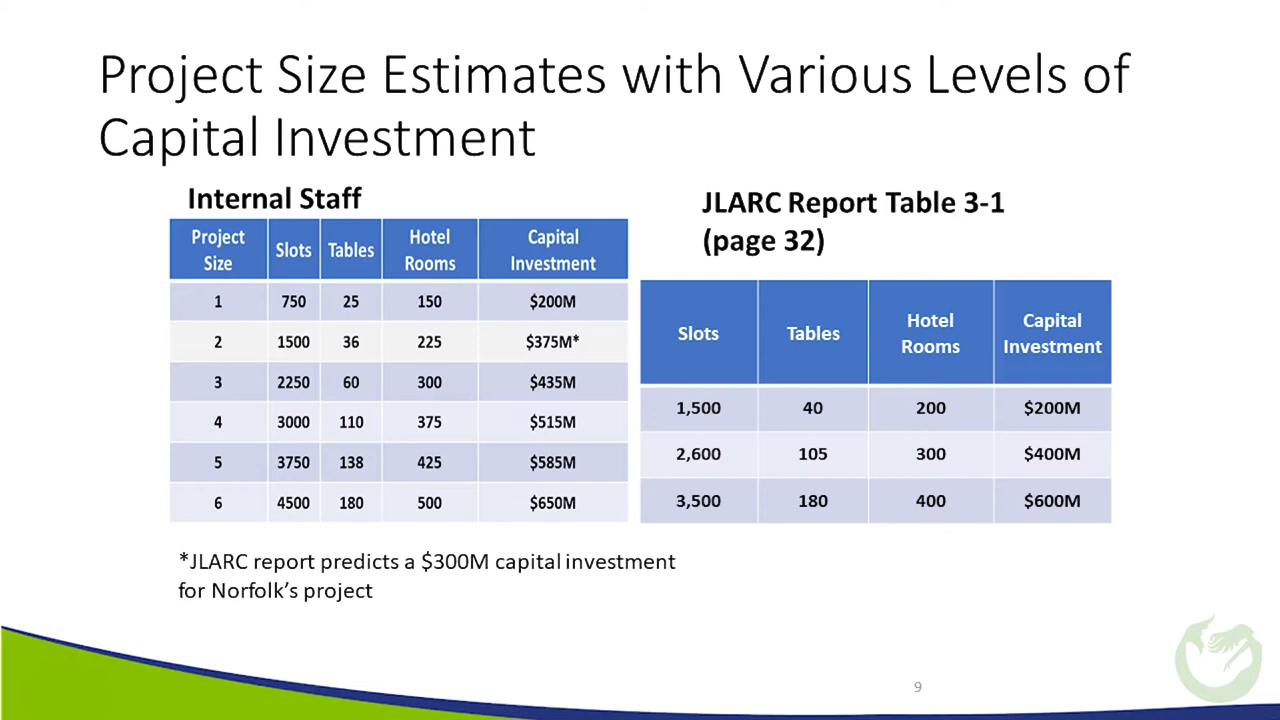 Project Size Estimates with Various Levels of
Capital Investment
Internal Staff
Project Size Slots Tables Hotel Rooms Capital Investment
1 750 25 150 $200M
2 1500 36 225 $375M*
3 2250 60 300 $435M
4 3000 110 375 $515M
5 3750 138 425 $585M
6 4500 180 500 $650M
*JLARC report predicts a $300M capital investment
for Norfolk’s project
JLARC Report Table 3-1
(page 32)
Slots Tables Hotel Rooms Capital Investment
1,500 40 200 $200M
2,600 105 300 $400M
3,500 180 400 $600M
9